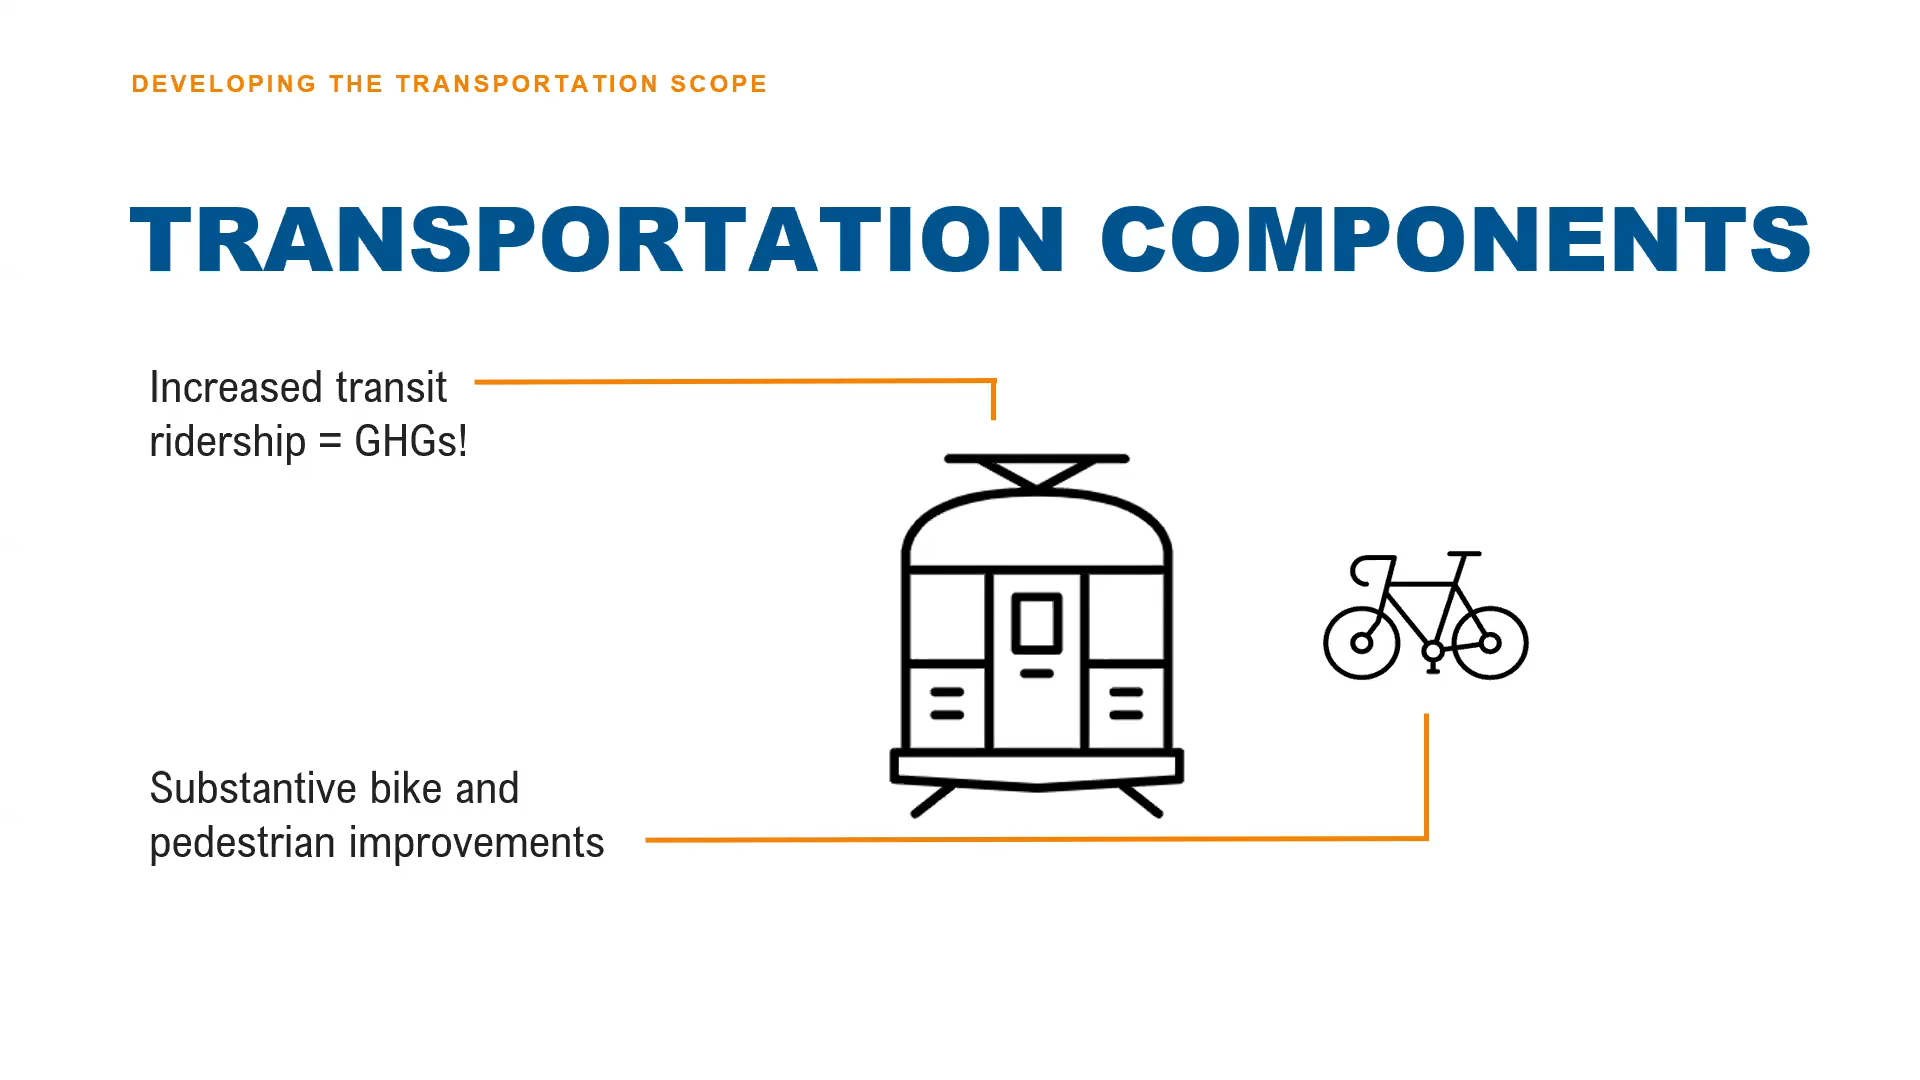 DEVELOPING THE TRANSPORTATION SCOPE
TRANSPORTATION COMPONENTS
Increased transit
ridership = GHGs!
Substantive bike and
pedestrian improvements